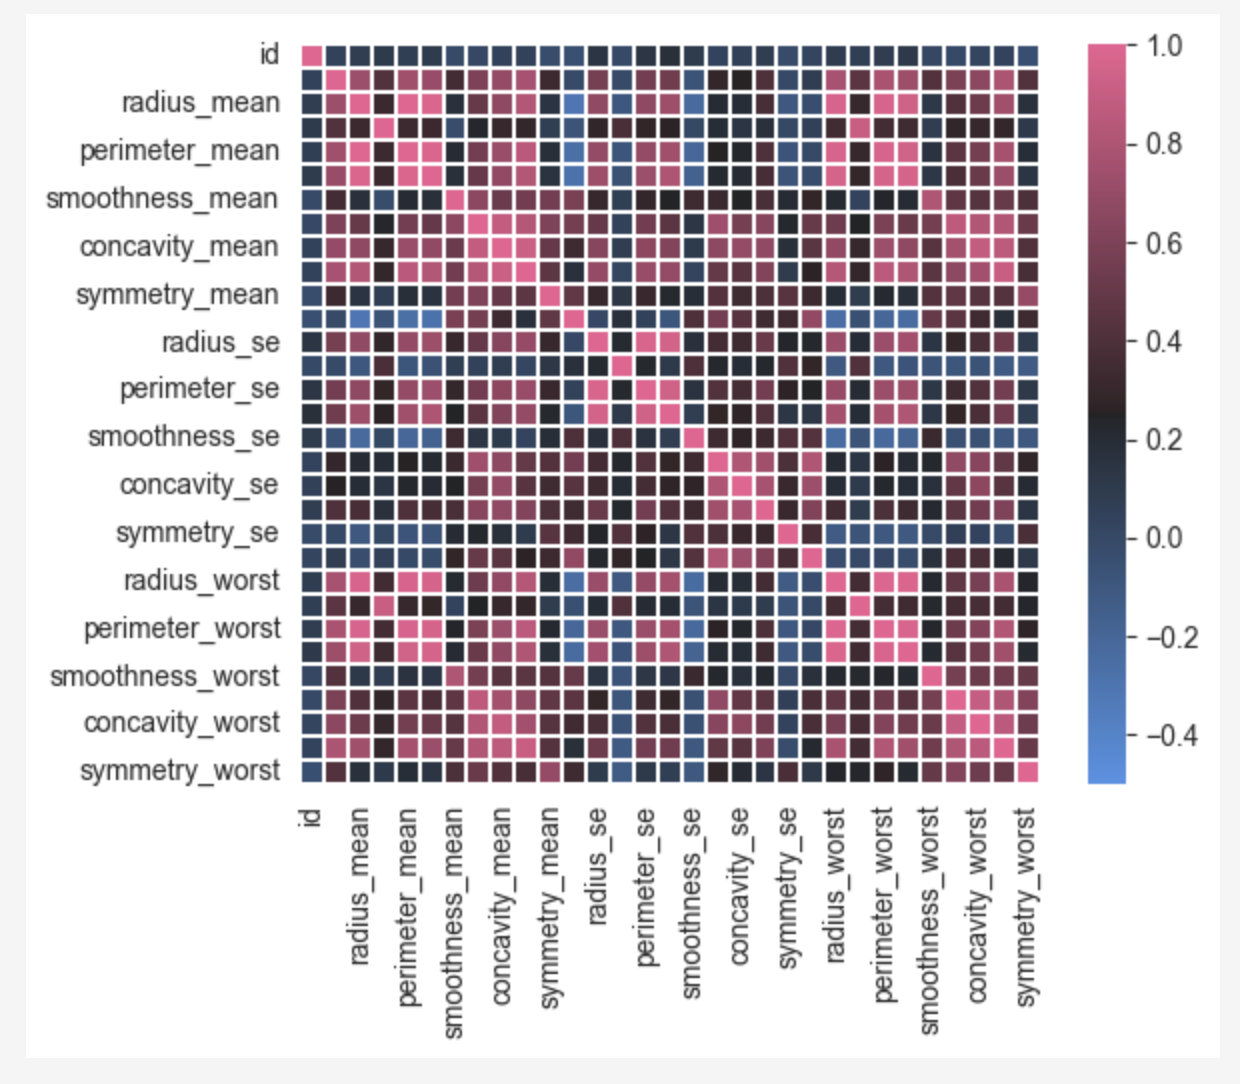 id
radius_mean
perimeter_mean
smoothness_mean
concavity_mean
symmetry_mean
radius_se
perimeter_se
smoothness_se
concavity_se
symmetry_se
radius_worst
perimeter_worst
smoothness_worst
concavity_worst
symmetry_worst
id
radius_mean
perimeter_mean
smoothness_mean
concavity_mean
symmetry_mean
radius_se
perimeter_se
smoothness_se
concavity_se
symmetry_se
radius_worst
perimeter_worst
smoothness_worst
concavity_worst
symmetry_worst
1.0
0.8
0.6
0.4
0.2
0.0
−0.2
−0.4